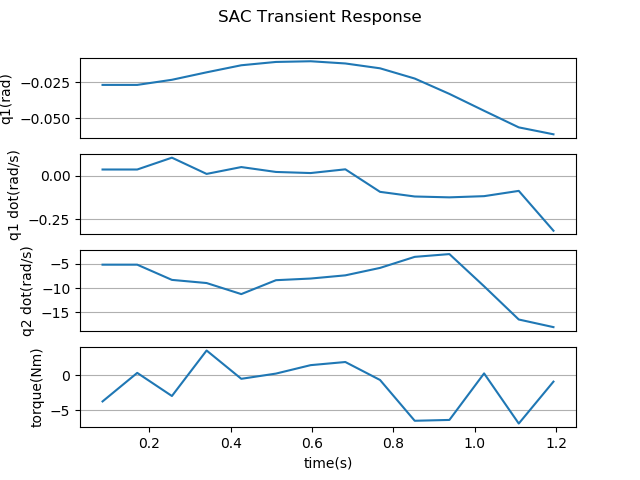 SAC Transient Response
−0.025
−0.050
q1(rad)
0.00
−0.25
q1 dot(rad/s)
−5
−10
−15
q2 dot(rad/s)
0
−5
torque(Nm)
0.2 0.4 0.6 0.8 1.0 1.2
time(s)